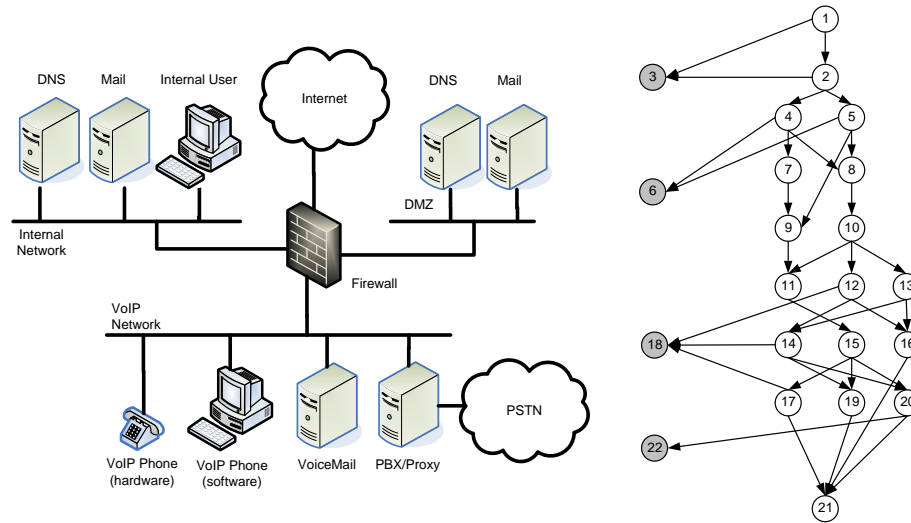 DNS
Mail
Internal User
Internet
DNS
Mail
DMZ
Internal
Network
Firewall
VoIP
Network
PSTN
VoIP Phone
(hardware)
VoIP Phone
(software)
VoiceMail
PBX/Proxy
1
3
2
4
5
6
7
8
9
10
11
12
13
18
14
15
16
17
19
20
22
21